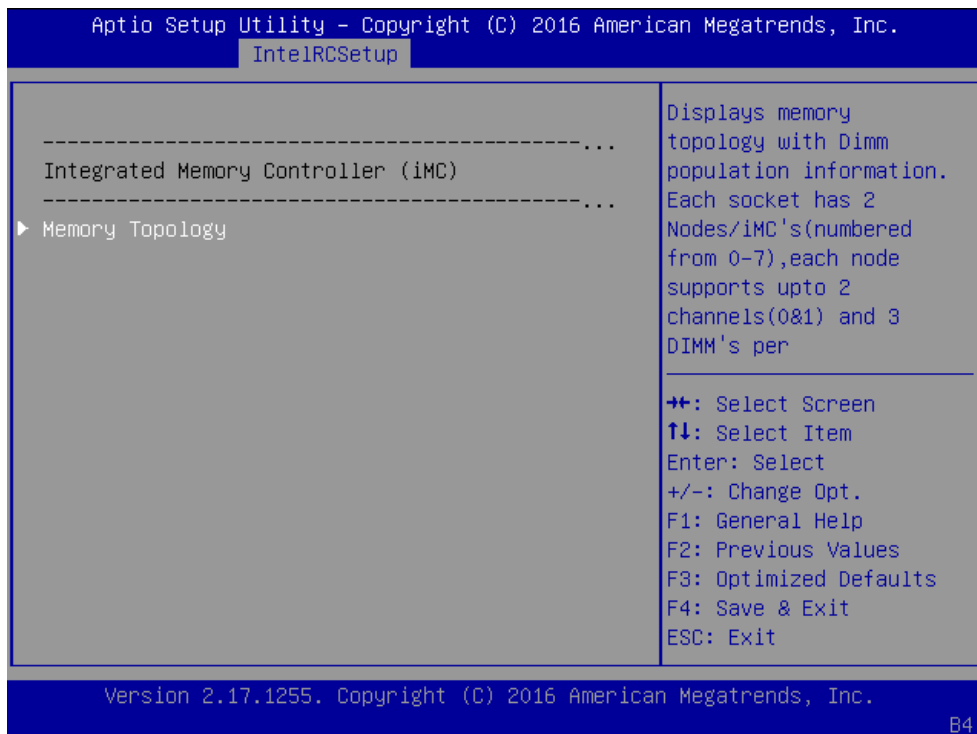 Aptio Setup Utility – Copyright (C) 2016 American Megatrends, Inc.
IntelRCSetup
--------------------------------------------...
Integrated Memory Controller (iMC)
--------------------------------------------...
▶ Memory Topology
Displays memory
topology with Dimm
population information.
Each socket has 2
Nodes/iMC's(numbered
from 0-7),each node
supports upto 2
channels(0&1) and 3
DIMM's per
→←: Select Screen
↑↓: Select Item
Enter: Select
+/-: Change Opt.
F1: General Help
F2: Previous Values
F3: Optimized Defaults
F4: Save & Exit
ESC: Exit
Version 2.17.1255. Copyright (C) 2016 American Megatrends, Inc.
B4